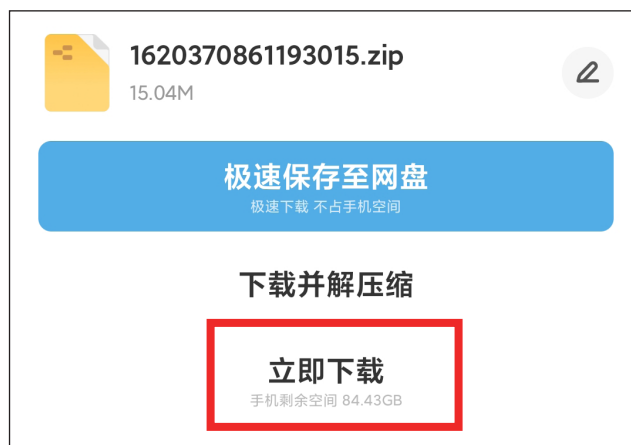 1620370861193015.zip
15.04M
极速保存至网盘
极速下载 不占手机空间
下载并解压缩
立即下载
手机剩余空间 84.43GB